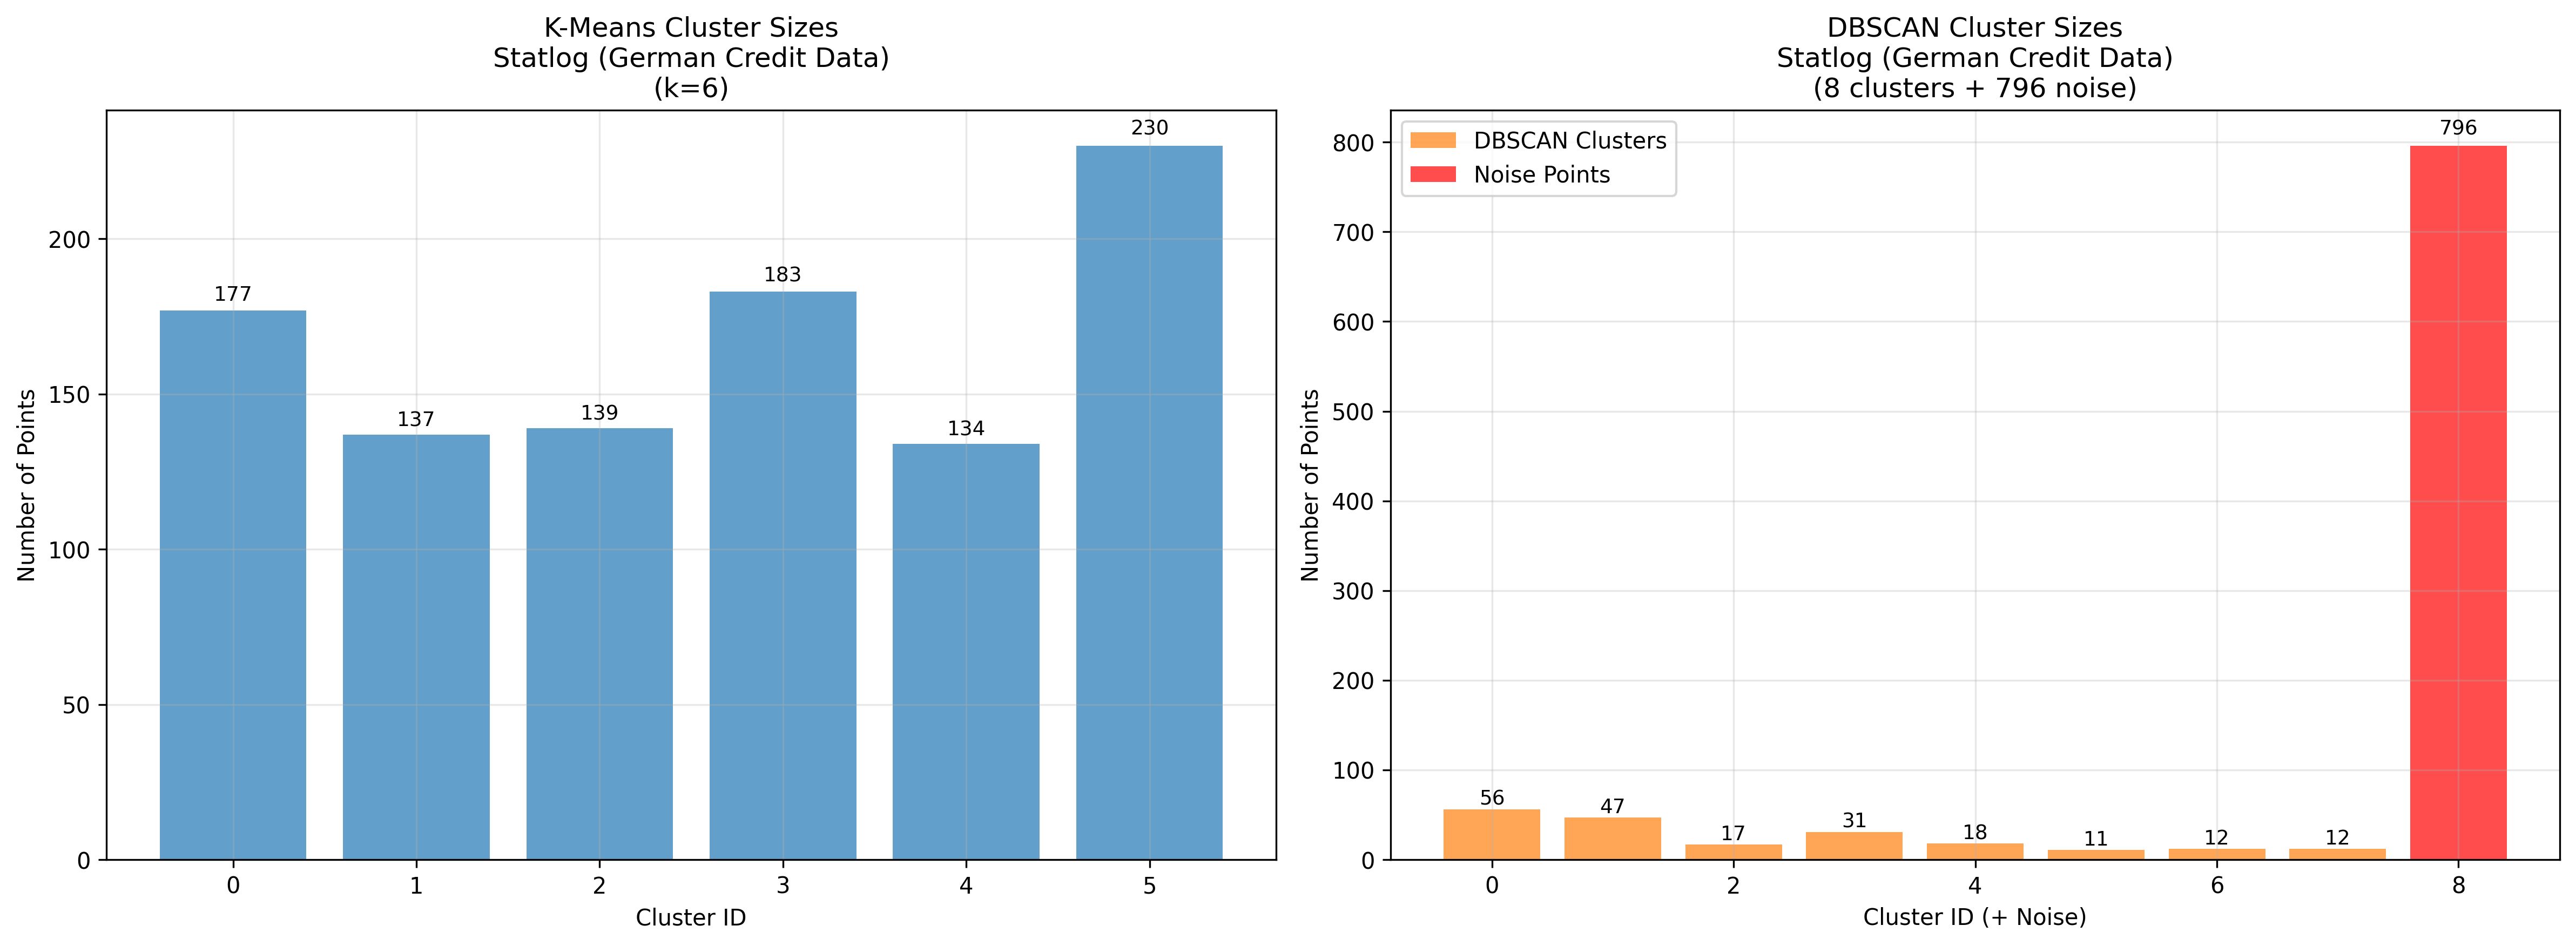 K-Means Cluster Sizes
Statlog (German Credit Data)
(k=6)
Number of Points
200
150
100
50
0
177
137
139
183
134
230
0 1 2 3 4 5
Cluster ID
DBSCAN Cluster Sizes
Statlog (German Credit Data)
(8 clusters + 796 noise)
DBSCAN Clusters
Noise Points
Number of Points
800
700
600
500
400
300
200
100
0
56
47
17
31
18
11
12
12
796
0 2 4 6 8
Cluster ID (+ Noise)